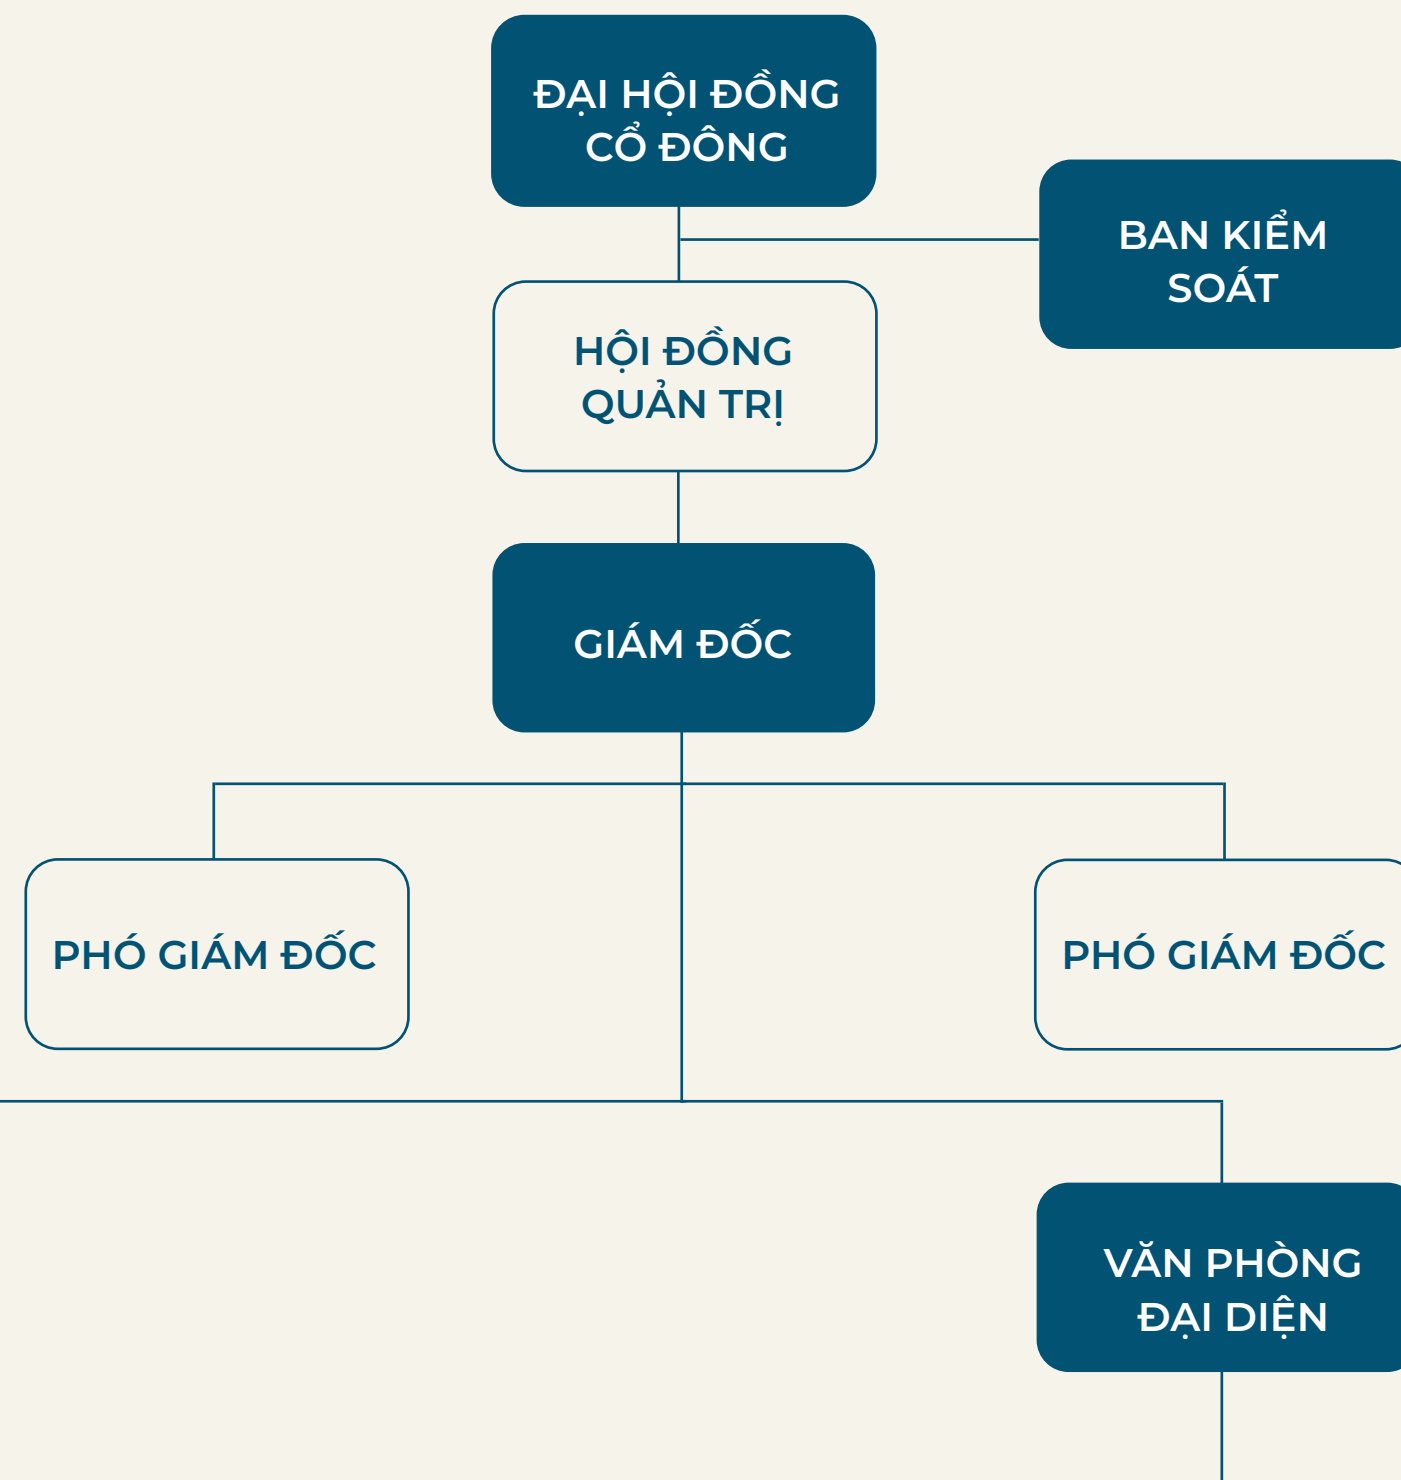 ĐẠI HỘI ĐỒNG
CỔ ĐÔNG
BAN KIỂM
SOÁT
HỘI ĐỒNG
QUẢN TRỊ
GIÁM ĐỐC
PHÓ GIÁM ĐỐC
PHÓ GIÁM ĐỐC
VĂN PHÒNG
ĐẠI DIỆN